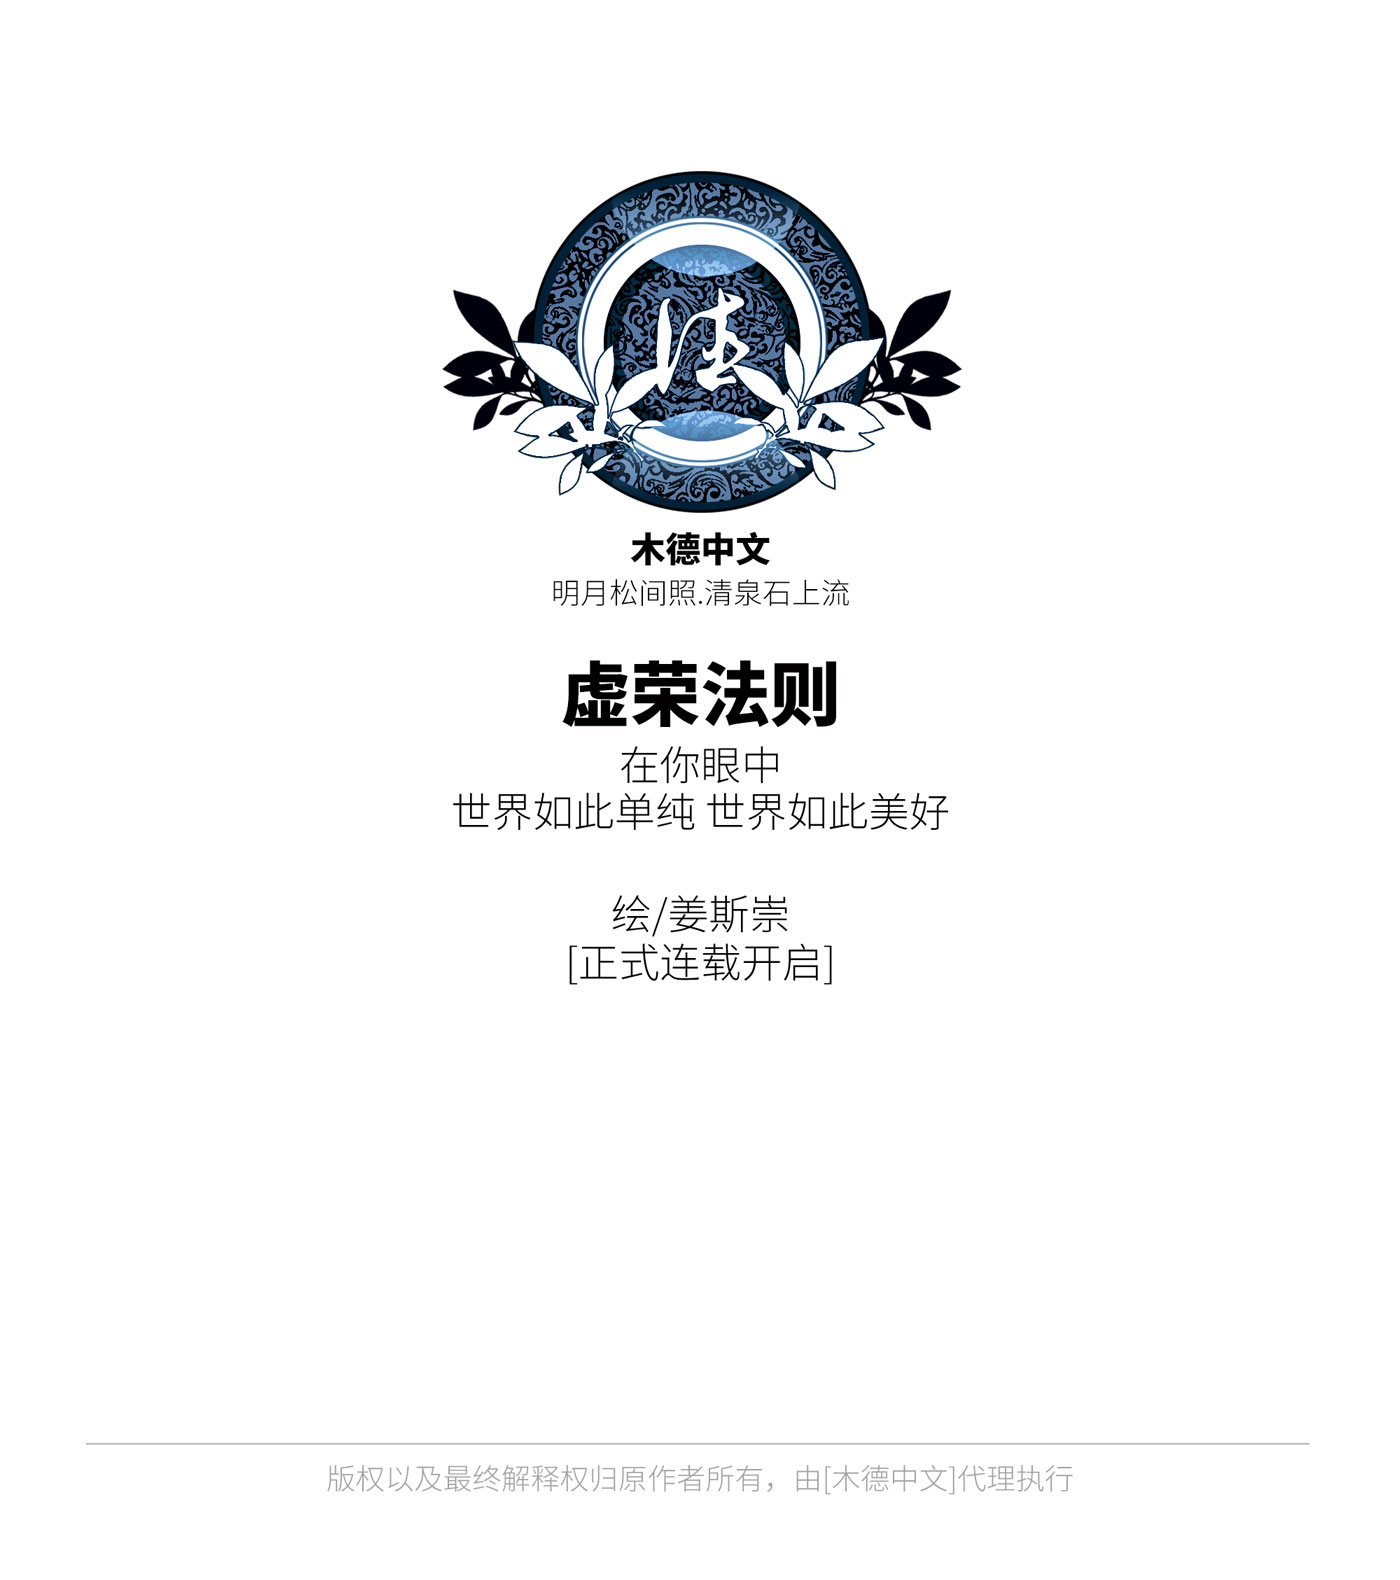 木德中文
明月松间照.清泉石上流
虚荣法则
在你眼中
世界如此单纯 世界如此美好
绘/姜斯崇
[正式连载开启]
版权以及最终解释权归原作者所有，由[木德中文]代理执行